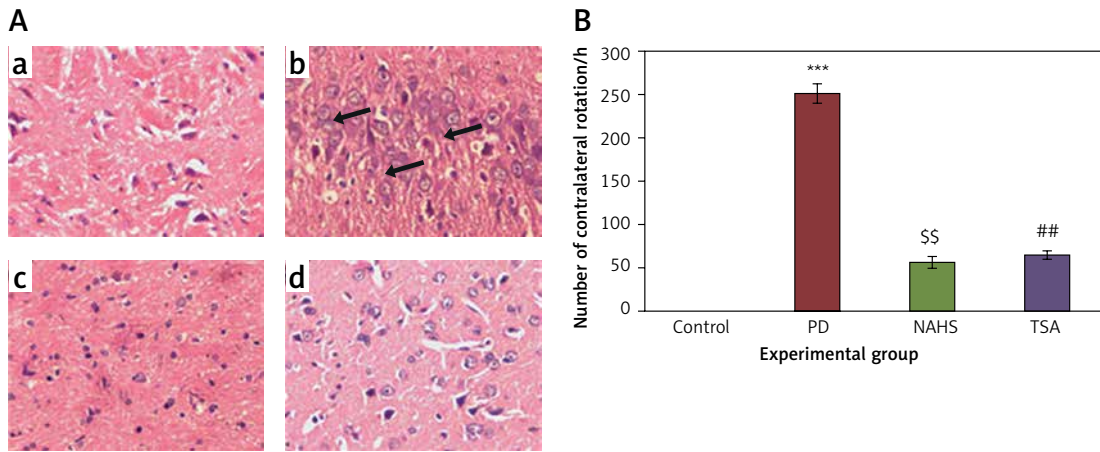 A
a
b
c
d
B
Number of contralateral rotation/h
300
250
200
150
100
50
0
***
$$
##
Control PD NAHS TSA
Experimental group